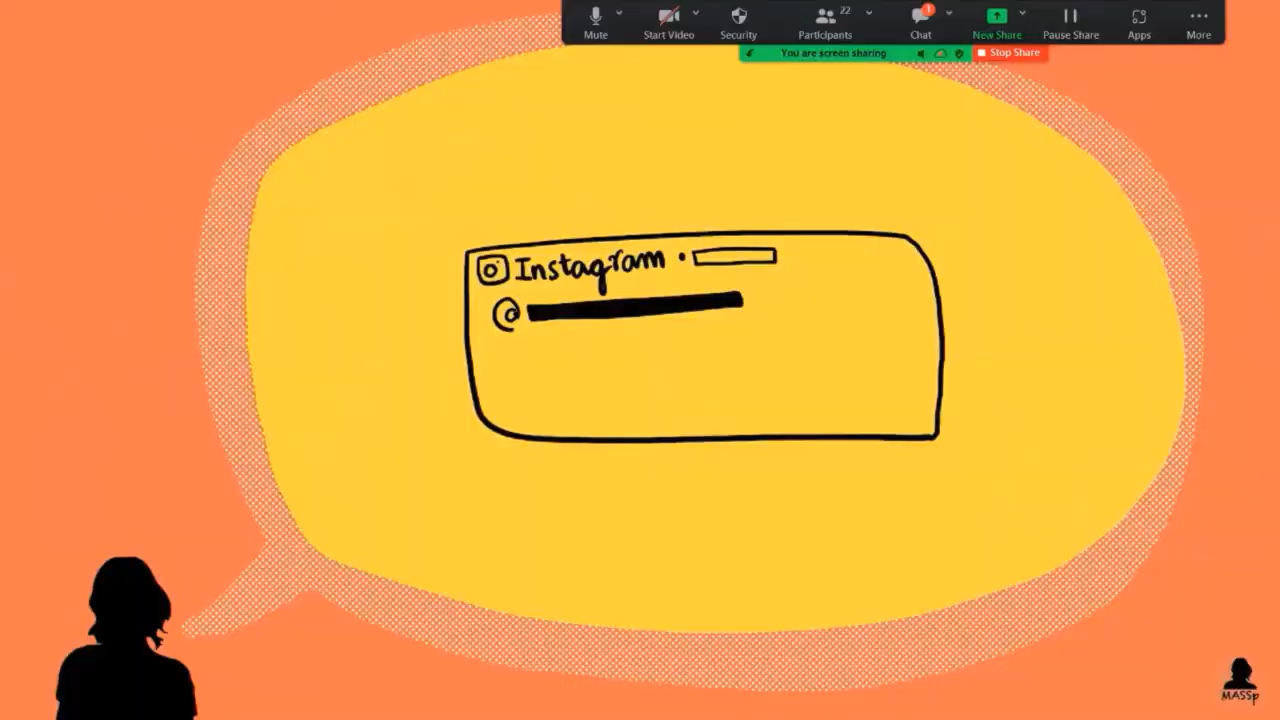 Mute
Start Video
Security
Participants
22
Chat
1
New Share
Pause Share
Apps
More
You are screen sharing
Stop Share
Instagram •
@
MASSp